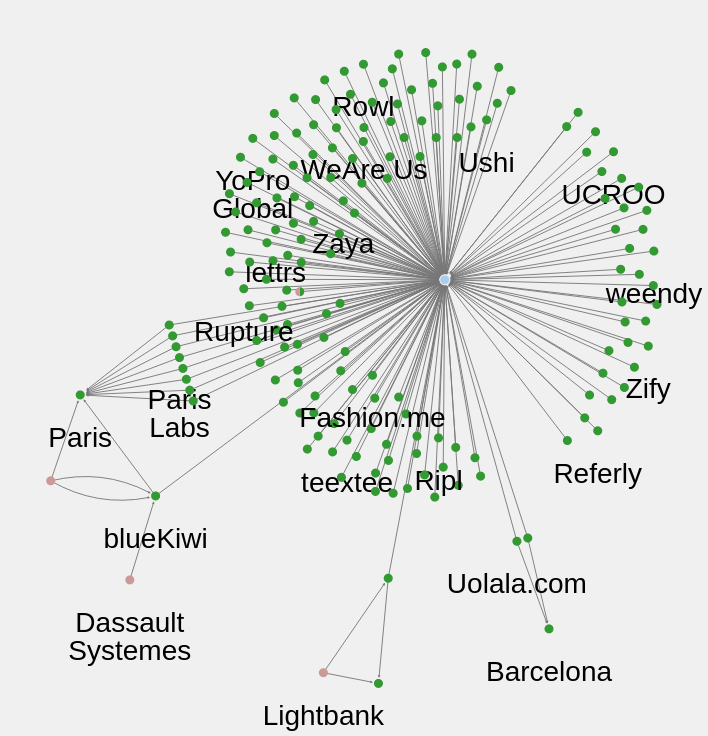 Rowl
WeAre Us
Ushi
YoPro
Global
UCROO
Zaya
iettrs
weendy
Rupture
Paris
Labs
Zify
Fashion.me
Paris
Referly
teextee
Ripl
blueKiwi
Uolala.com
Dassault
Systemes
Barcelona
Lightbank